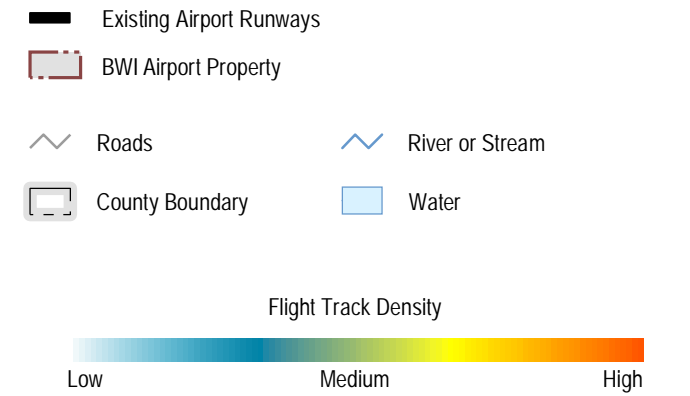 Existing Airport Runways
BWI Airport Property
Roads
River or Stream
County Boundary
Water
Flight Track Density
Low Medium High